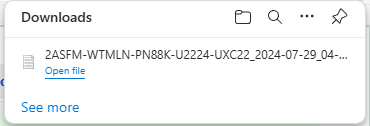 Downloads
2ASFM-WTMLN-PN88K-U2224-UXC22_2024-07-29_04-...
Open file
See more